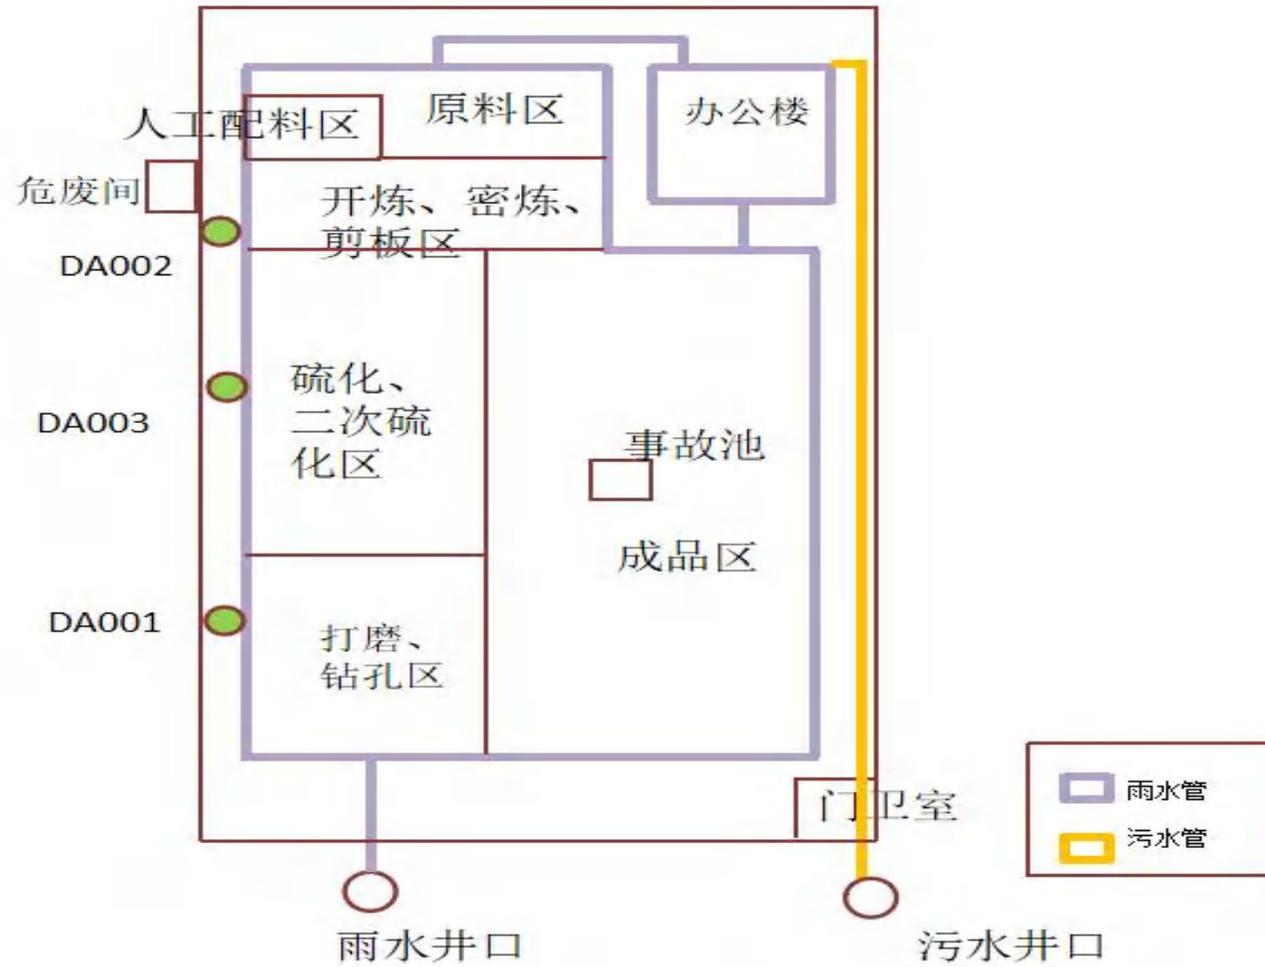 原料区
办公楼
人工配料区
危废间
开炼、密炼、
剪板区
DA002
硫化、
二次硫
化区
DA003
事故池
成品区
DA001
打磨、
钻孔区
门卫室
雨水管
污水管
雨水井口
污水井口